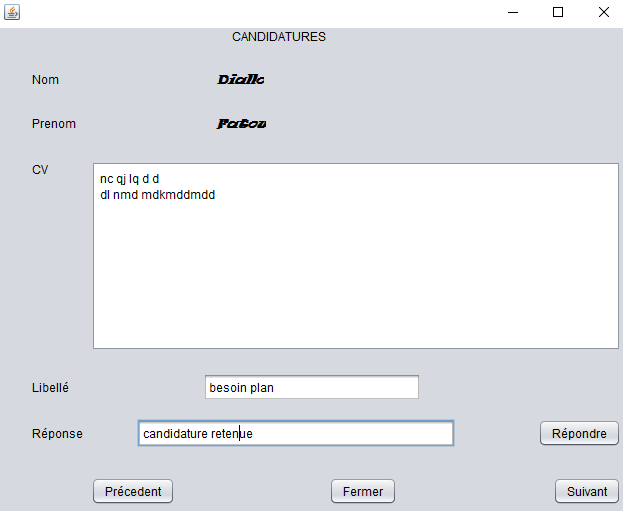 CANDIDATURES
Nom Diallo
Prenom Fatou
CV
nc qj lq d d
dl nmd mdkmddmdd
Libellé besoin plan
Réponse candidature retenue Répondre
Précedent Fermer Suivant